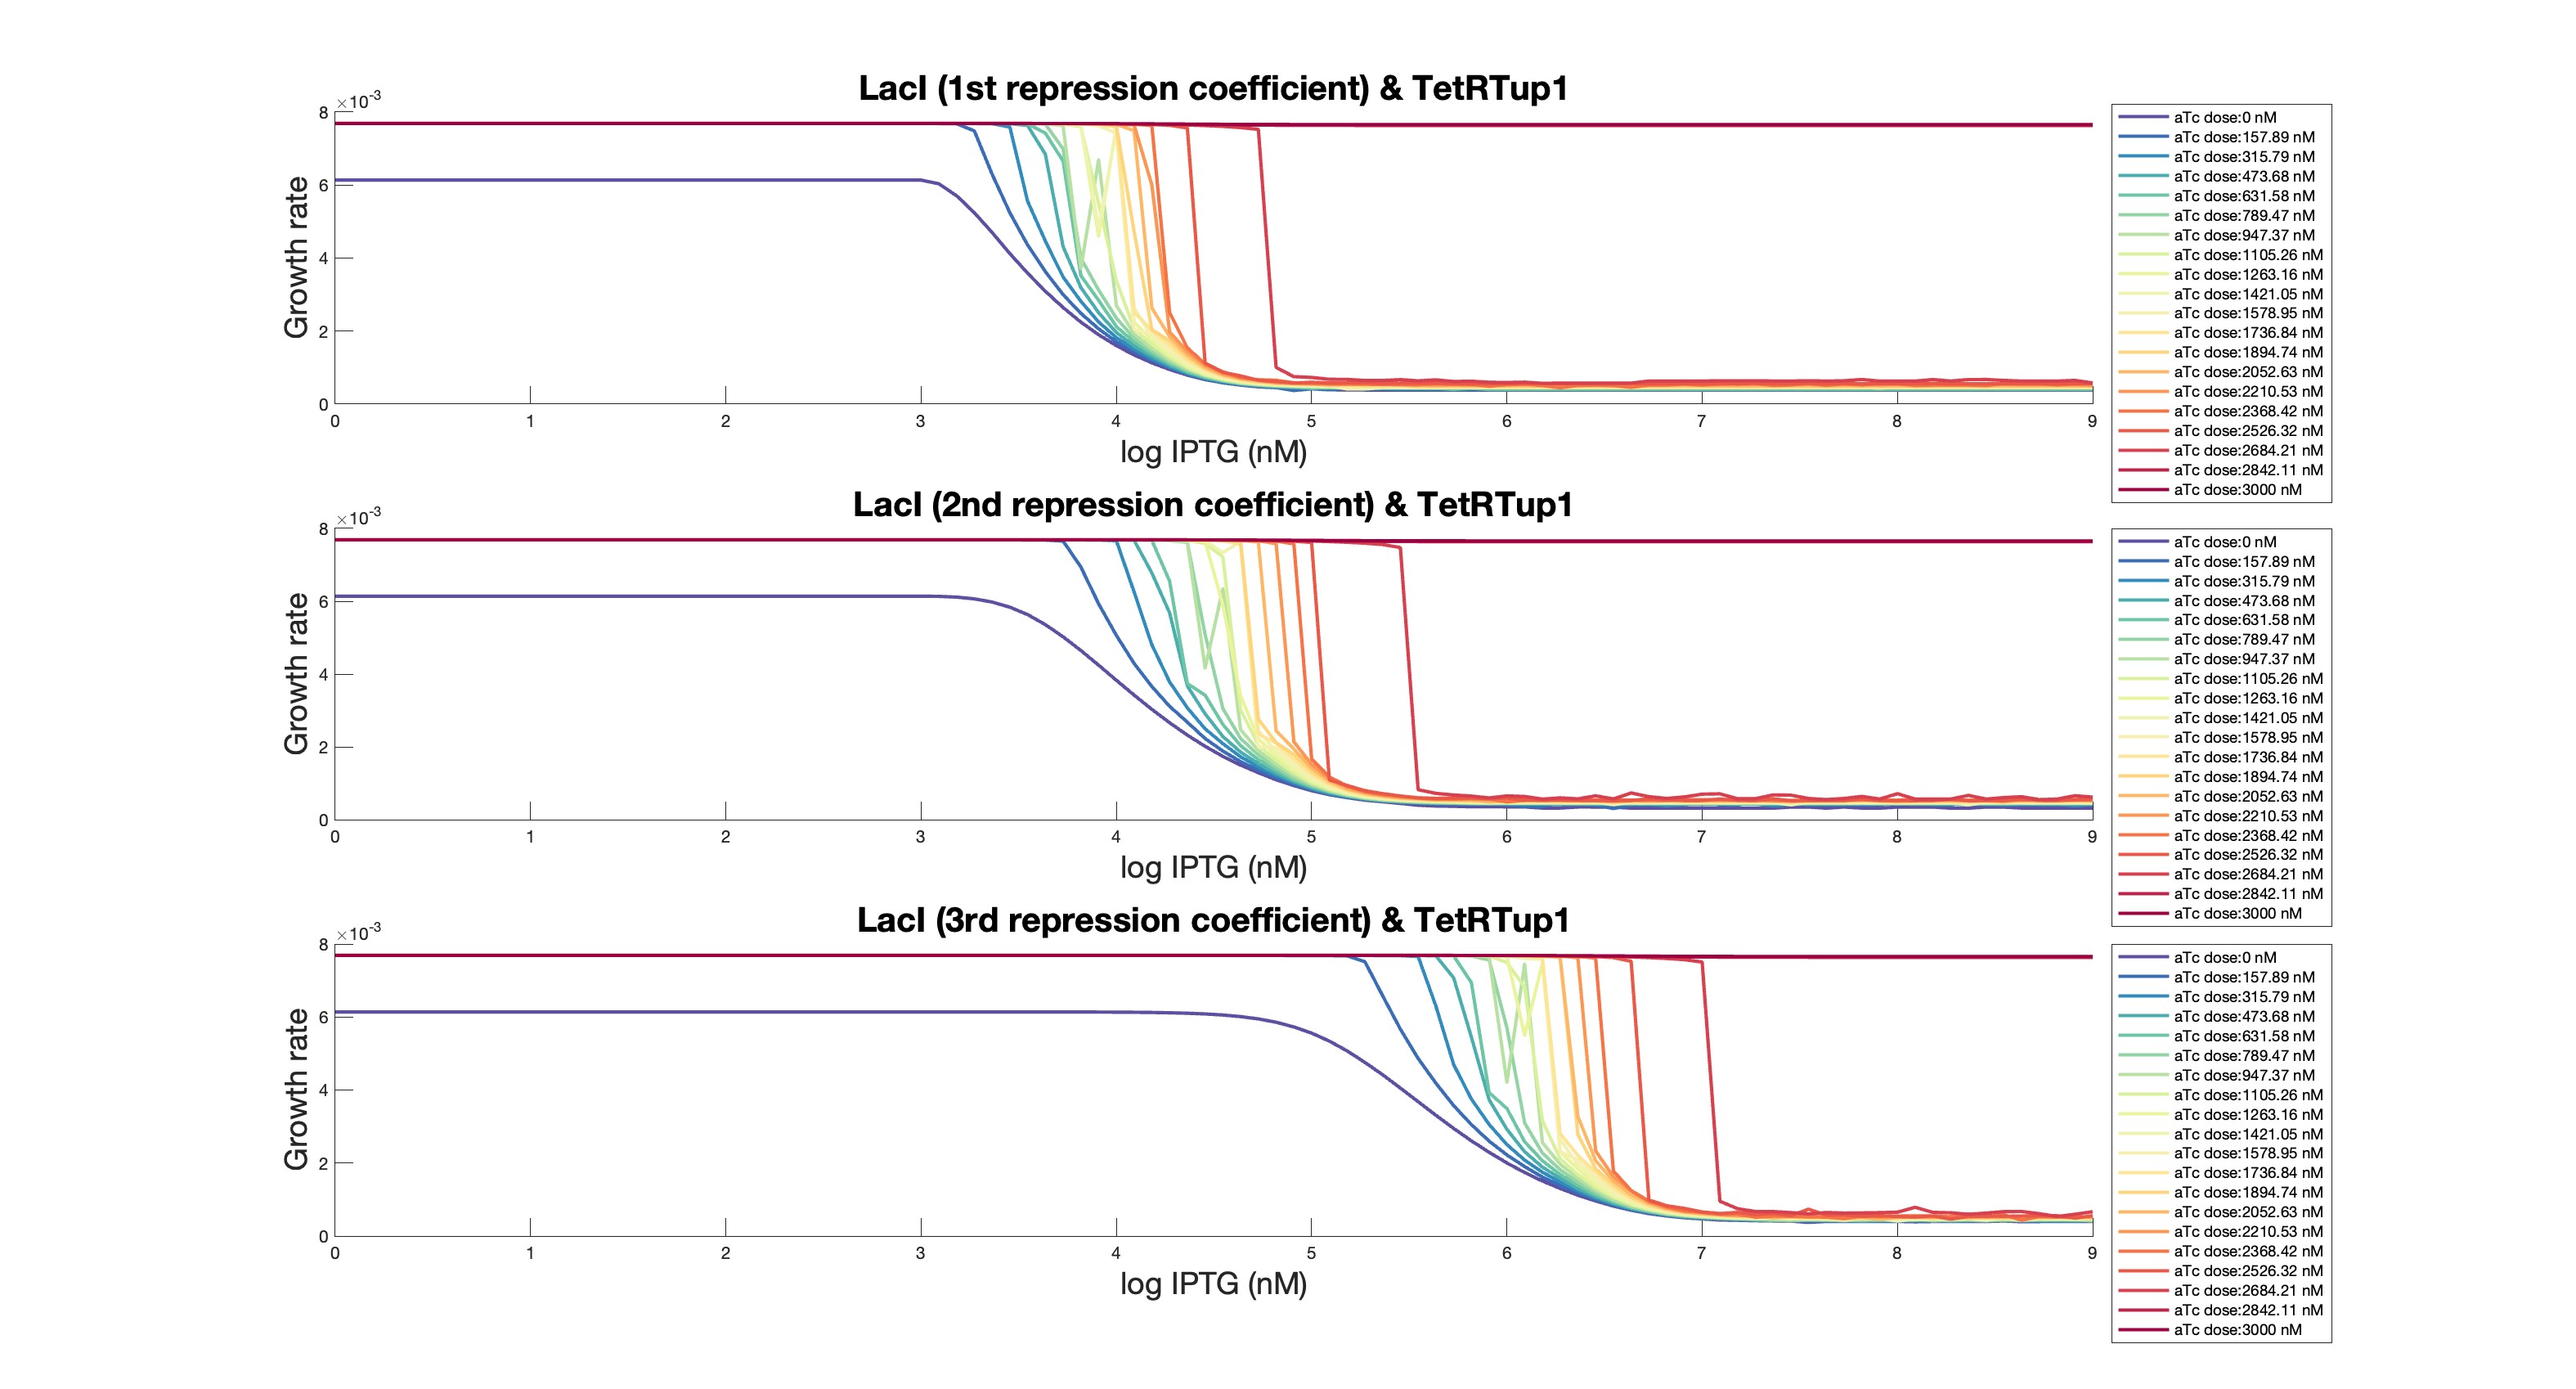 LacI (1st repression coefficient) & TetRTup1
×10-3
Growth rate
8
6
4
2
0
0 1 2 3 4 5 6 7 8 9
log IPTG (nM)
aTc dose:0 nM
aTc dose:157.89 nM
aTc dose:315.79 nM
aTc dose:473.68 nM
aTc dose:631.58 nM
aTc dose:789.47 nM
aTc dose:947.37 nM
aTc dose:1105.26 nM
aTc dose:1263.16 nM
aTc dose:1421.05 nM
aTc dose:1578.95 nM
aTc dose:1736.84 nM
aTc dose:1894.74 nM
aTc dose:2052.63 nM
aTc dose:2210.53 nM
aTc dose:2368.42 nM
aTc dose:2526.32 nM
aTc dose:2684.21 nM
aTc dose:2842.11 nM
aTc dose:3000 nM
LacI (2nd repression coefficient) & TetRTup1
×10-3
Growth rate
8
6
4
2
0
0 1 2 3 4 5 6 7 8 9
log IPTG (nM)
aTc dose:0 nM
aTc dose:157.89 nM
aTc dose:315.79 nM
aTc dose:473.68 nM
aTc dose:631.58 nM
aTc dose:789.47 nM
aTc dose:947.37 nM
aTc dose:1105.26 nM
aTc dose:1263.16 nM
aTc dose:1421.05 nM
aTc dose:1578.95 nM
aTc dose:1736.84 nM
aTc dose:1894.74 nM
aTc dose:2052.63 nM
aTc dose:2210.53 nM
aTc dose:2368.42 nM
aTc dose:2526.32 nM
aTc dose:2684.21 nM
aTc dose:2842.11 nM
aTc dose:3000 nM
LacI (3rd repression coefficient) & TetRTup1
×10-3
Growth rate
8
6
4
2
0
0 1 2 3 4 5 6 7 8 9
log IPTG (nM)
aTc dose:0 nM
aTc dose:157.89 nM
aTc dose:315.79 nM
aTc dose:473.68 nM
aTc dose:631.58 nM
aTc dose:789.47 nM
aTc dose:947.37 nM
aTc dose:1105.26 nM
aTc dose:1263.16 nM
aTc dose:1421.05 nM
aTc dose:1578.95 nM
aTc dose:1736.84 nM
aTc dose:1894.74 nM
aTc dose:2052.63 nM
aTc dose:2210.53 nM
aTc dose:2368.42 nM
aTc dose:2526.32 nM
aTc dose:2684.21 nM
aTc dose:2842.11 nM
aTc dose:3000 nM